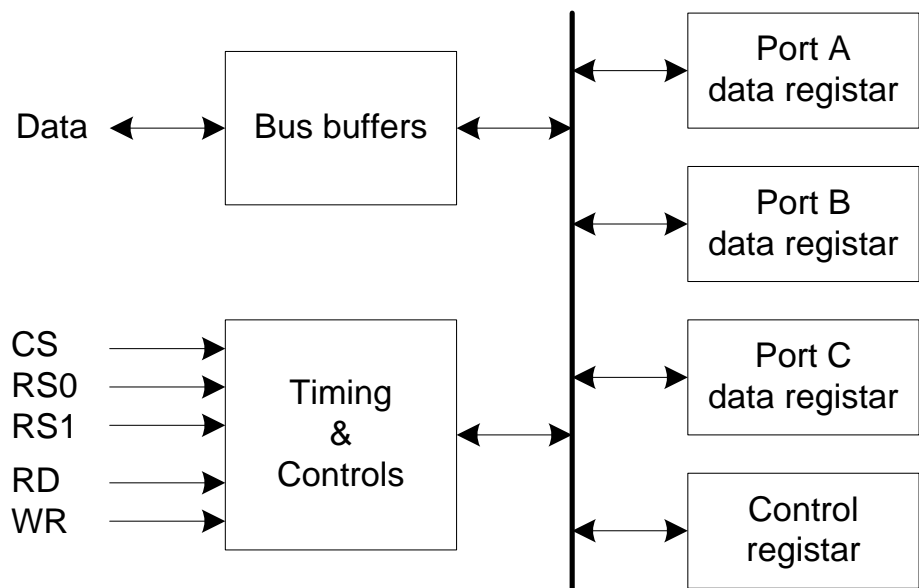 Data
Bus buffers
Port A
data registar
Port B
data registar
CS
RS0
RS1
RD
WR
Timing
&
Controls
Port C
data registar
Control
registar